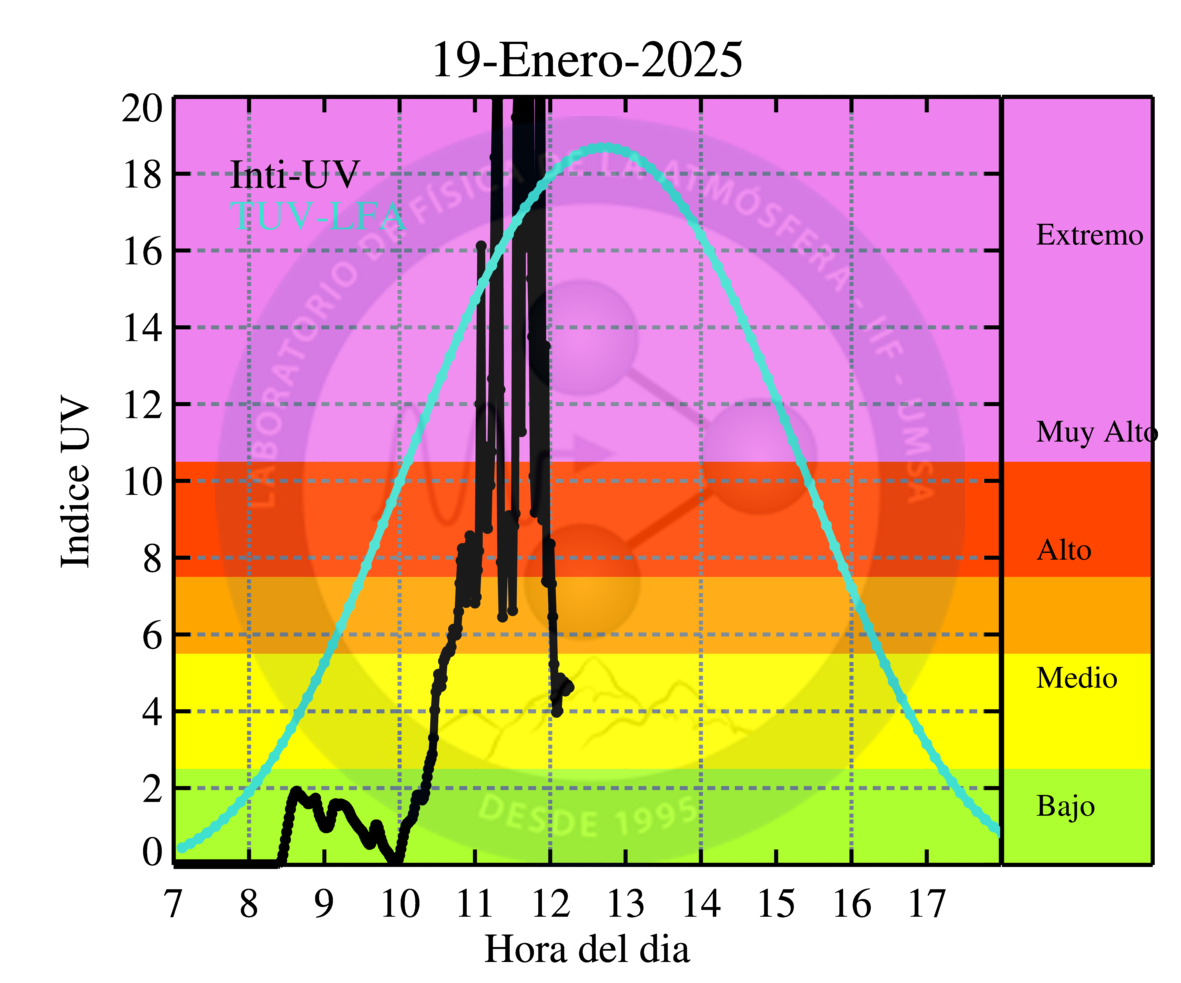 19-Enero-2025
Indice UV
20
18
16
14
12
10
8
6
4
2
0
Inti-UV
TUV-LFA
LABORATORIO DE FÍSICA DE LA ATMÓSFERA - IIF - UMSA
DESDE 1995
Extremo
Muy Alto
Alto
Medio
Bajo
7 8 9 10 11 12 13 14 15 16 17
Hora del dia